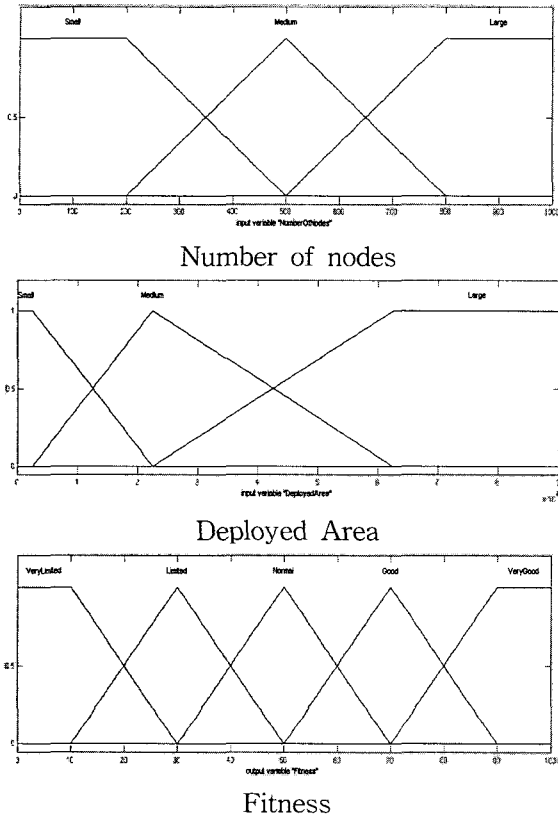 Small Medium Large
0.5
0
0 100 200 300 400 500 600 700 800 900 1000
input variable "NumberOfNodes"
Number of nodes
Small Medium Large
1
0.5
0
0 1 2 3 4 5 6 7 8
input variable "DeployedArea"
Deployed Area
VeryLimited Limited Normal Good VeryGood
0.5
0
0 10 20 30 40 50 60 70 80 90 100
output variable "Fitness"
Fitness